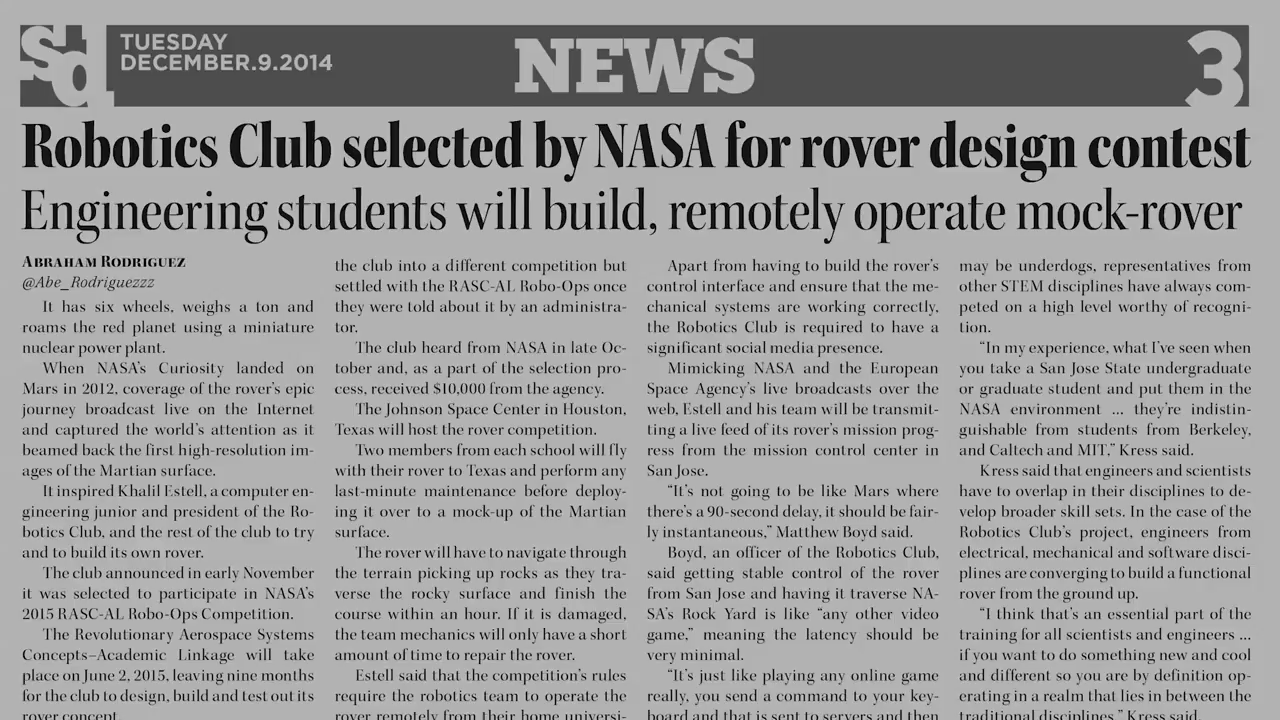 sd
TUESDAY
DECEMBER.9.2014
NEWS
3
Robotics Club selected by NASA for rover design contest
Engineering students will build, remotely operate mock-rover
ABRAHAM RODRIGUEZ
@Abe_Rodriguezzz
It has six wheels, weighs a ton and
roams the red planet using a miniature
nuclear power plant.
When NASA's Curiosity landed on
Mars in 2012, coverage of the rover's epic
journey broadcast live on the Internet
and captured the world's attention as it
beamed back the first high-resolution im-
ages of the Martian surface.
It inspired Khalil Estell, a computer en-
gineering junior and president of the Ro-
botics Club, and the rest of the club to try
and to build its own rover.
The club announced in early November
it was selected to participate in NASA's
2015 RASC-AL Robo-Ops Competition.
The Revolutionary Aerospace Systems
Concepts–Academic Linkage will take
place on June 2, 2015, leaving nine months
for the club to design, build and test out its
rover concept.
the club into a different competition but
settled with the RASC-AL Robo-Ops once
they were told about it by an administra-
tor.
The club heard from NASA in late Oc-
tober and, as a part of the selection pro-
cess, received $10,000 from the agency.
The Johnson Space Center in Houston,
Texas will host the rover competition.
Two members from each school will fly
with their rover to Texas and perform any
last-minute maintenance before deploy-
ing it over to a mock-up of the Martian
surface.
The rover will have to navigate through
the terrain picking up rocks as they tra-
verse the rocky surface and finish the
course within an hour. If it is damaged,
the team mechanics will only have a short
amount of time to repair the rover.
Estell said that the competition's rules
require the robotics team to operate the
rover remotely from their home universi-
Apart from having to build the rover's
control interface and ensure that the me-
chanical systems are working correctly,
the Robotics Club is required to have a
significant social media presence.
Mimicking NASA and the European
Space Agency's live broadcasts over the
web, Estell and his team will be transmit-
ting a live feed of its rover's mission prog-
ress from the mission control center in
San Jose.
"It's not going to be like Mars where
there's a 90-second delay, it should be fair-
ly instantaneous," Matthew Boyd said.
Boyd, an officer of the Robotics Club,
said getting stable control of the rover
from San Jose and having it traverse NA-
SA's Rock Yard is like "any other video
game," meaning the latency should be
very minimal.
"It's just like playing any online game
really, you send a command to your key-
board and that is sent to servers and then
may be underdogs, representatives from
other STEM disciplines have always com-
peted on a high level worthy of recogni-
tion.
"In my experience, what I've seen when
you take a San Jose State undergraduate
or graduate student and put them in the
NASA environment ... they're indistin-
guishable from students from Berkeley,
and Caltech and MIT," Kress said.
Kress said that engineers and scientists
have to overlap in their disciplines to de-
velop broader skill sets. In the case of the
Robotics Club's project, engineers from
electrical, mechanical and software disci-
plines are converging to build a functional
rover from the ground up.
"I think that's an essential part of the
training for all scientists and engineers ...
if you want to do something new and cool
and different so you are by definition op-
erating in a realm that lies in between the
traditional disciplines," Kress said.